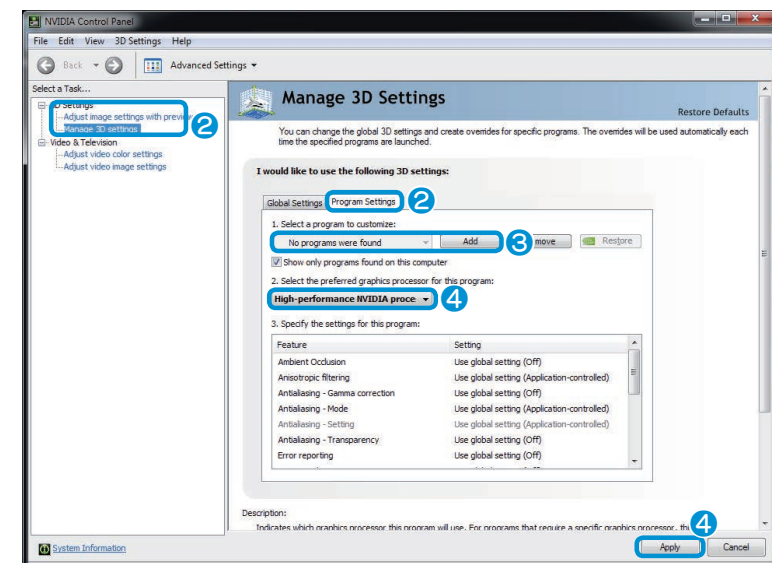 NVIDIA Control Panel
File Edit View 3D Settings Help
Back Advanced Settings
Select a Task...
3D Settings
Adjust image settings with preview
Manage 3D settings
2
Video & Television
Adjust video color settings
Adjust video image settings
Manage 3D Settings
Restore Defaults
You can change the global 3D settings and create overrides for specific programs. The overrides will be used automatically each
time the specified programs are launched.
I would like to use the following 3D settings:
Global Settings Program Settings 2
1. Select a program to customize:
No programs were found Add 3 move Restore
Show only programs found on this computer
2. Select the preferred graphics processor for this program:
High-performance NVIDIA proce 4
3. Specify the settings for this program:
Feature Setting
Ambient Occlusion Use global setting (Off)
Anisotropic filtering Use global setting (Application-controlled)
Antialiasing - Gamma correction Use global setting (Off)
Antialiasing - Mode Use global setting (Application-controlled)
Antialiasing - Setting Use global setting (Application-controlled)
Antialiasing - Transparency Use global setting (Off)
Error reporting Use global setting (Off)
Description:
Indicates which graphics processor this program will use. For programs that require a specific graphics processor, 4
System Information Apply Cancel